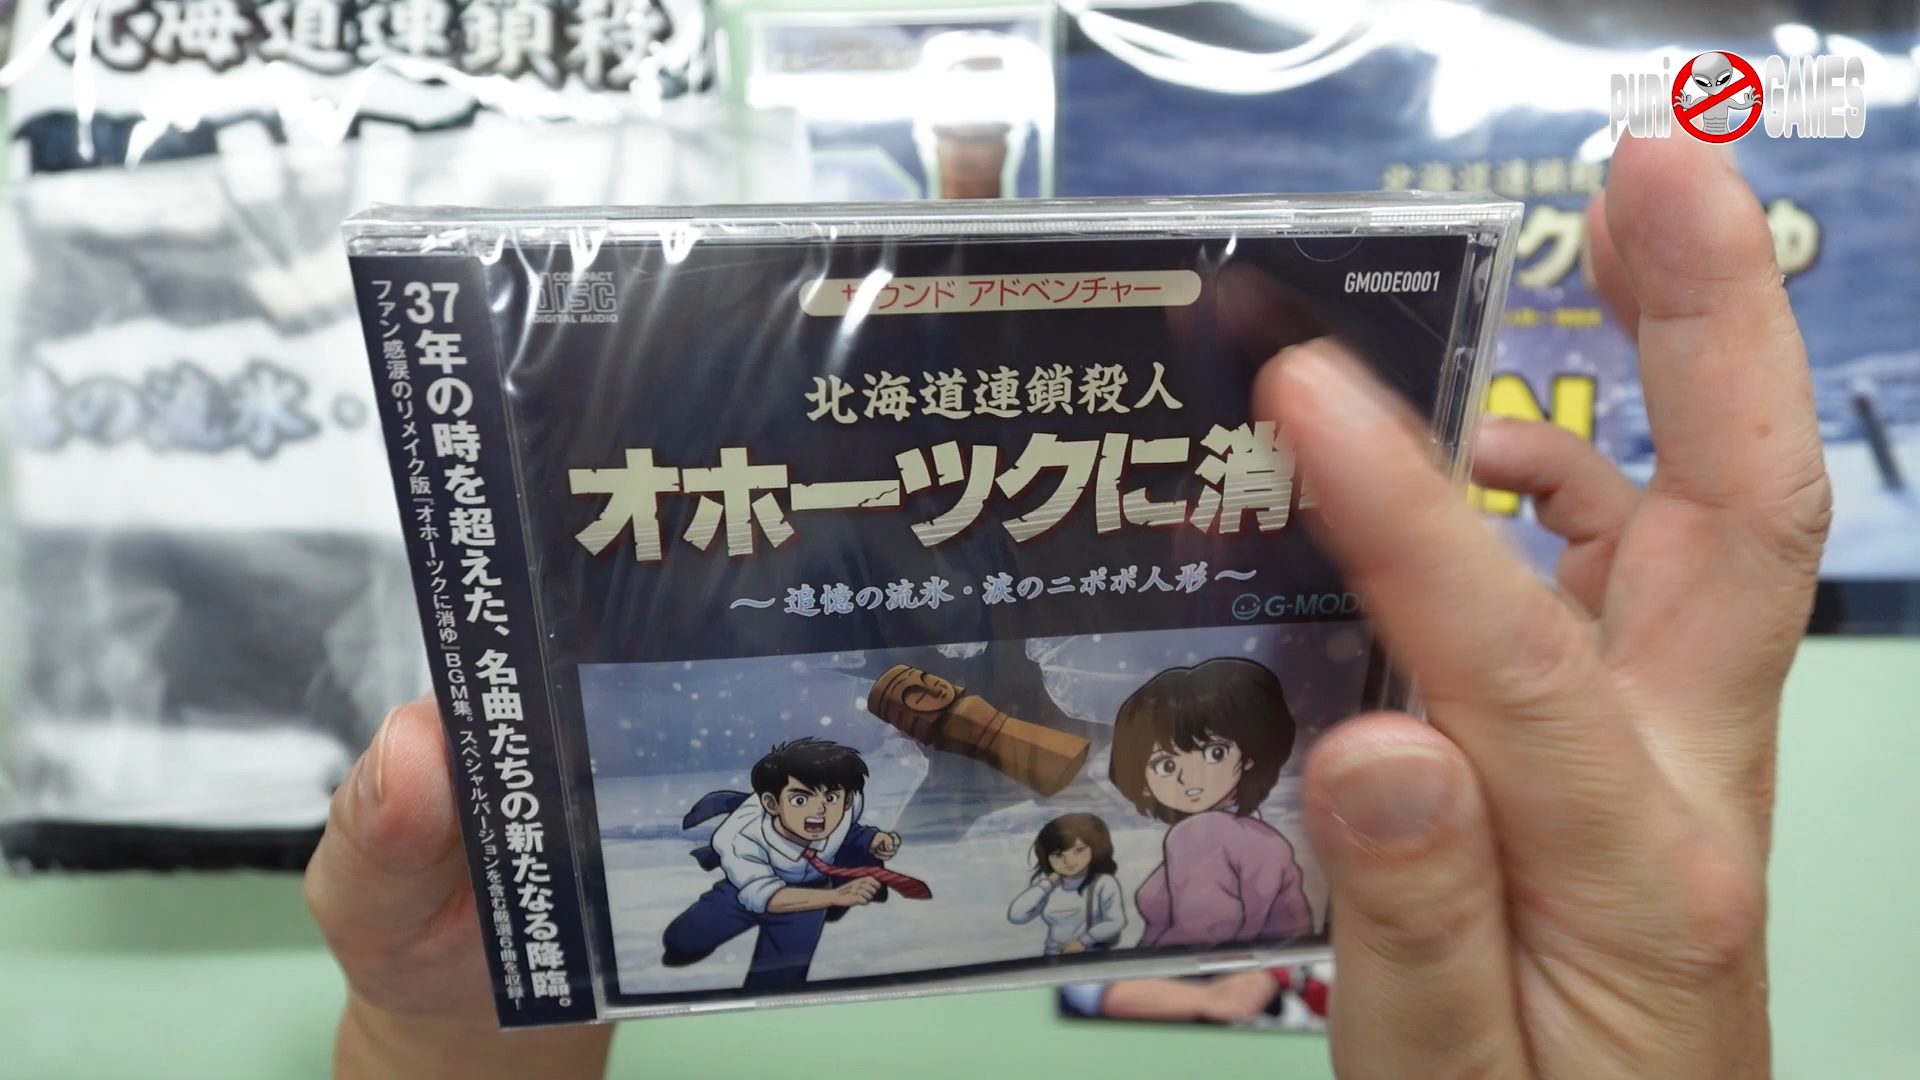 北海道連鎖殺
の流氷・
puni GAMES
COMPACT
disc
DIGITAL AUDIO
サウンド アドベンチャー
GMODE0001
北海道連鎖殺人
オホーツクに消
～追憶の流氷・涙のニポポ人形～
G-MODE
37年の時を超えた、名曲たちの新たなる降臨。
ファン感涙のリメイク版『オホーツクに消ゆ』BGM集。スペシャルバージョンを含む厳選6曲を収録！